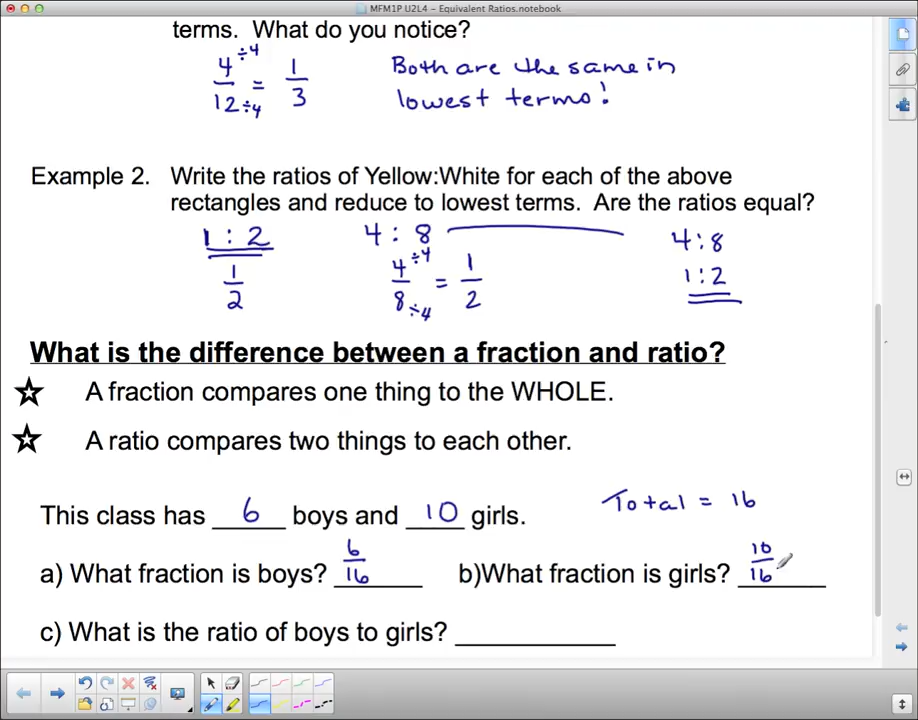 MFM1P U2L4 – Equivalent Ratios.notebook
terms. What do you notice?
4 ÷4 / 12 ÷4 = 1/3
Both are the same in
lowest terms!
Example 2. Write the ratios of Yellow:White for each of the above
rectangles and reduce to lowest terms. Are the ratios equal?
1 : 2 4 : 8 4:8
1/2 4 ÷4 / 8 ÷4 = 1/2 1:2
What is the difference between a fraction and ratio?
A fraction compares one thing to the WHOLE.
A ratio compares two things to each other.
Total = 16
This class has 6 boys and 10 girls.
a) What fraction is boys? 6/16 b)What fraction is girls? 10/16
c) What is the ratio of boys to girls? ____________